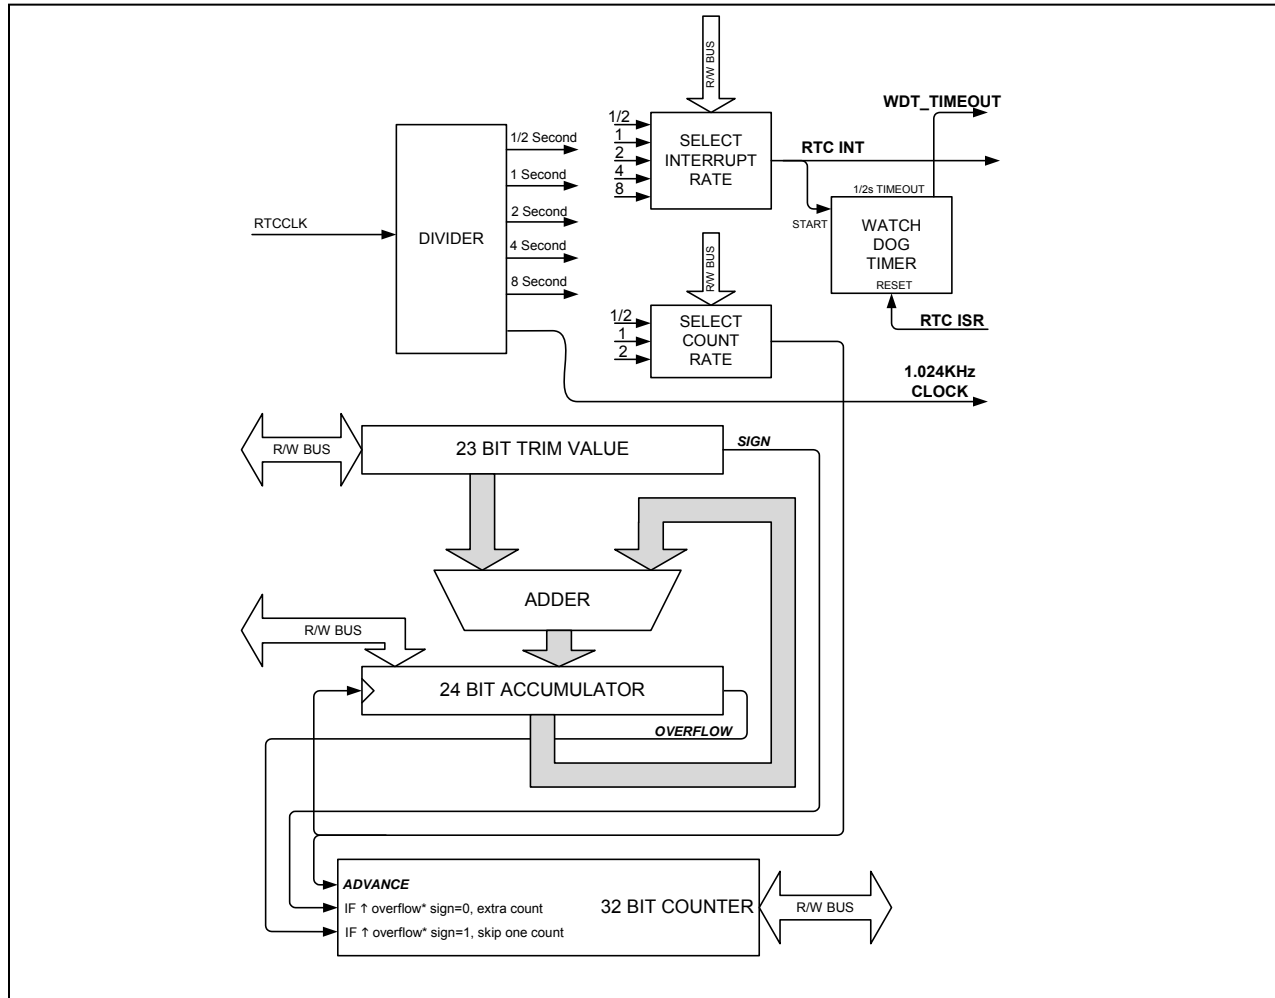 R/W BUS
WDT_TIMEOUT
1/2
1
2
4
8
SELECT
INTERRUPT
RATE
RTC INT
1/2s TIMEOUT
START
WATCH
DOG
TIMER
RESET
RTC ISR
RTCCLK
DIVIDER
1/2 Second
1 Second
2 Second
4 Second
8 Second
R/W BUS
1/2
1
2
SELECT
COUNT
RATE
1.024KHz
CLOCK
R/W BUS
23 BIT TRIM VALUE
SIGN
ADDER
R/W BUS
24 BIT ACCUMULATOR
OVERFLOW
ADVANCE
IF ↑ overflow* sign=0, extra count
IF ↑ overflow* sign=1, skip one count
32 BIT COUNTER
R/W BUS